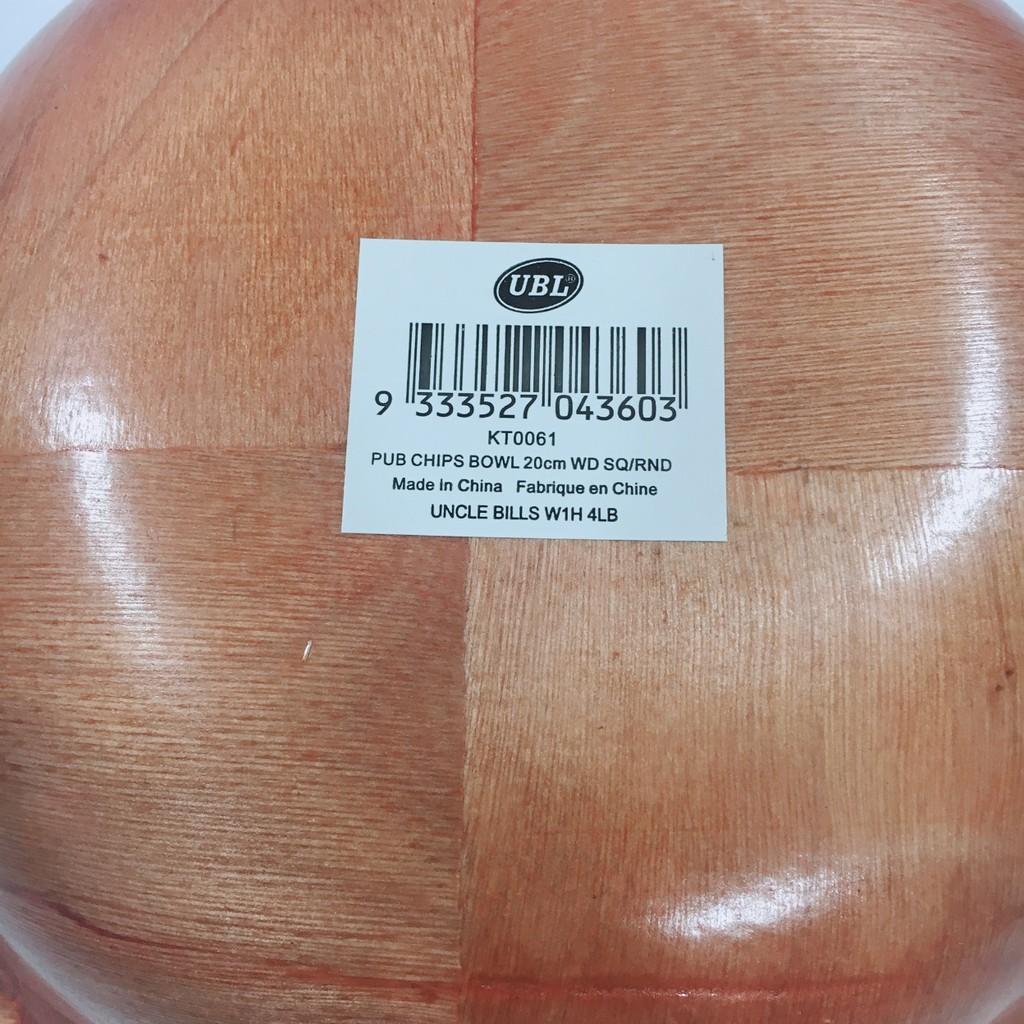 UBL®
9 333527 043603
KT0061
PUB CHIPS BOWL 20cm WD SQ/RND
Made in China Fabrique en Chine
UNCLE BILLS W1H 4LB